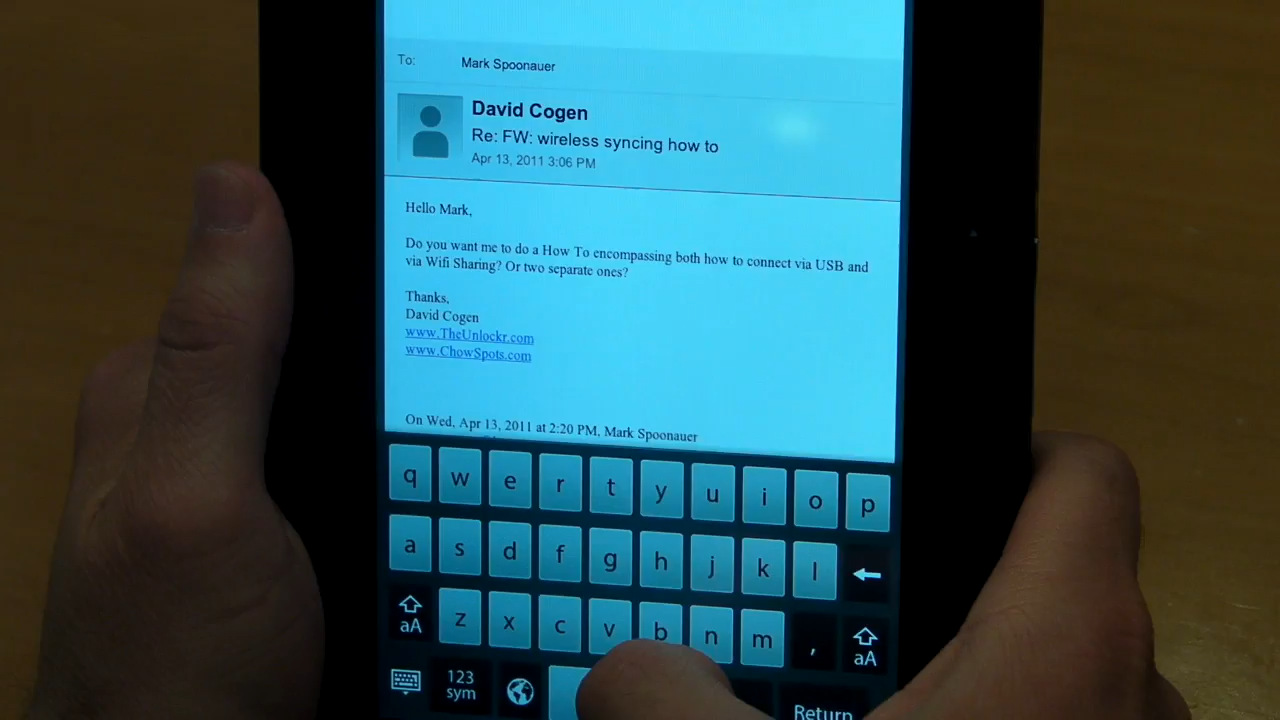 To: Mark Spoonauer
David Cogen
Re: FW: wireless syncing how to
Apr 13, 2011 3:06 PM
Hello Mark,
Do you want me to do a How To encompassing both how to connect via USB and
via Wifi Sharing? Or two separate ones?
Thanks,
David Cogen
www.TheUnlockr.com
www.ChowSpots.com
On Wed, Apr 13, 2011 at 2:20 PM, Mark Spoonauer
q w e r t y u i o p
a s d f g h j k l
aA z x c v b n m , aA
123
sym
Return